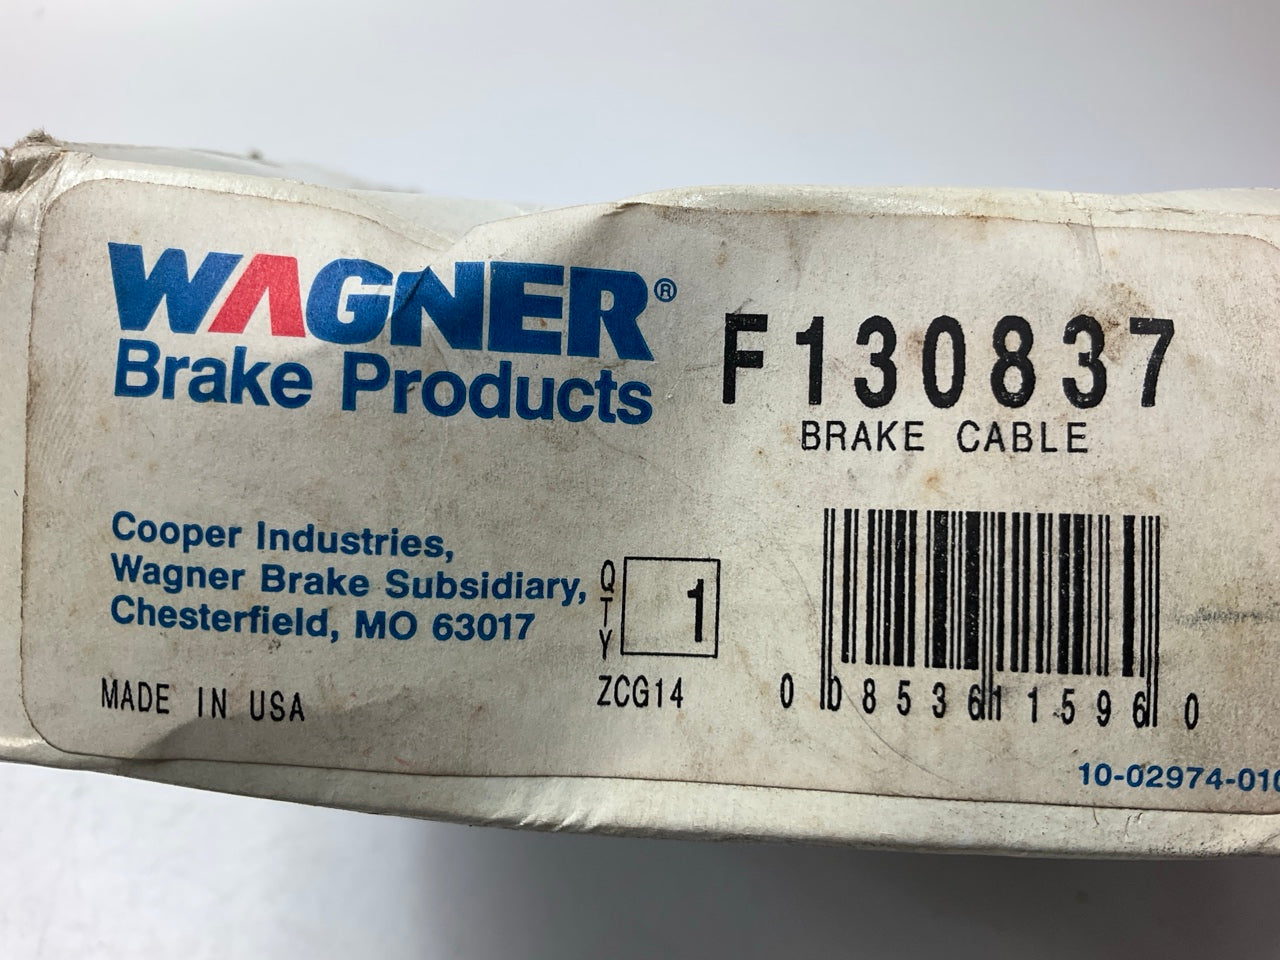 WAGNER®
Brake Products
F130837
BRAKE CABLE
Cooper Industries,
Wagner Brake Subsidiary,
Chesterfield, MO 63017
QTY 1
MADE IN USA
ZCG14
0 08536 11596 0
10-02974-010